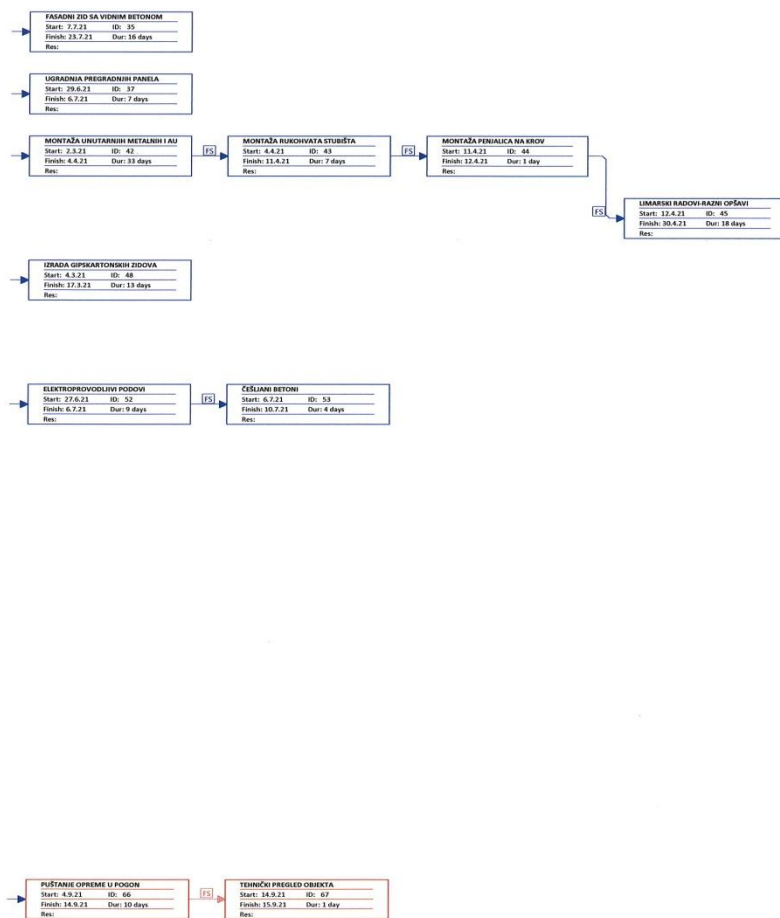 FASADNI ZID SA VIDNIM BETONOM
Start: 7.7.21 ID: 35
Finish: 23.7.21 Dur: 16 days
Res:
UGRADNJA PREGRADNJIH PANELA
Start: 29.6.21 ID: 37
Finish: 6.7.21 Dur: 7 days
Res:
MONTAŽA UNUTARNJIH METALNIH I AU
Start: 2.3.21 ID: 42
Finish: 4.4.21 Dur: 33 days
Res:
FS
MONTAŽA RUKOHVATA STUBIŠTA
Start: 4.4.21 ID: 43
Finish: 11.4.21 Dur: 7 days
Res:
FS
MONTAŽA PENJALICA NA KROV
Start: 11.4.21 ID: 44
Finish: 12.4.21 Dur: 1 day
Res:
FS
LIMARSKI RADOVI-RAZNI OPŠAVI
Start: 12.4.21 ID: 45
Finish: 30.4.21 Dur: 18 days
Res:
IZRADA GIPSKARTONSKIH ZIDOVA
Start: 4.3.21 ID: 48
Finish: 17.3.21 Dur: 13 days
Res:
ELEKTROPROVODLJIVI PODOVI
Start: 27.6.21 ID: 52
Finish: 6.7.21 Dur: 9 days
Res:
FS
ČEŠLJANI BETONI
Start: 6.7.21 ID: 53
Finish: 10.7.21 Dur: 4 days
Res:
PUŠTANJE OPREME U POGON
Start: 4.9.21 ID: 66
Finish: 14.9.21 Dur: 10 days
Res:
FS
TEHNIČKI PREGLED OBJEKTA
Start: 14.9.21 ID: 67
Finish: 15.9.21 Dur: 1 day
Res: